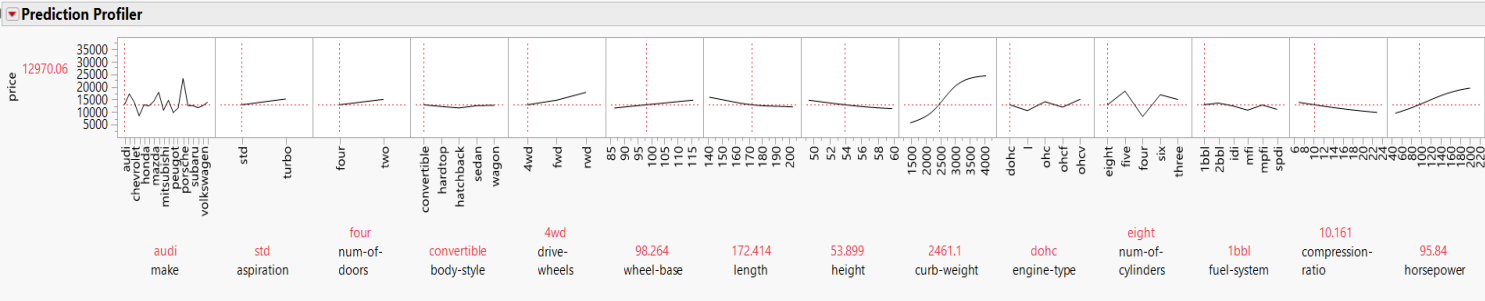 Prediction Profiler
price
12970.06
35000
30000
25000
20000
15000
10000
5000
audi
chevrolet
honda
mazda
mitsubishi
peugot
porsche
subaru
volkswagen
std
turbo
four
two
convertible
hardtop
hatchback
sedan
wagon
4wd
fwd
rwd
85
90
95
100
105
110
115
140
150
160
170
180
190
200
50
52
54
56
58
60
1500
2000
2500
3000
3500
4000
dohc
l
ohc
ohcf
ohcv
eight
five
four
six
three
1bbl
2bbl
idi
mfi
mpfi
spdi
6
8
10
12
14
16
18
20
22
24
40
60
80
100
120
140
160
180
200
220
audi
make
std
aspiration
four
num-of-
doors
convertible
body-style
4wd
drive-
wheels
98.264
wheel-base
172.414
length
53.899
height
2461.1
curb-weight
dohc
engine-type
eight
num-of-
cylinders
1bbl
fuel-system
10.161
compression-
ratio
95.84
horsepower